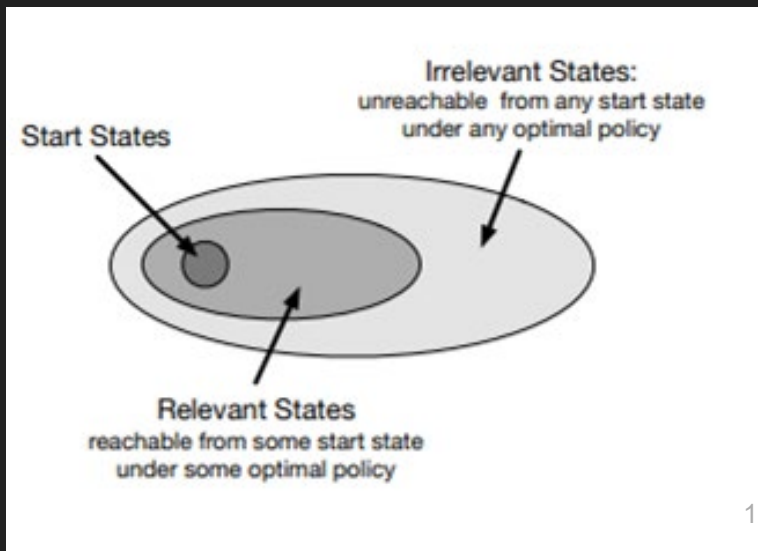 Irrelevant States:
unreachable from any start state
under any optimal policy
Start States
Relevant States
reachable from some start state
under some optimal policy
1